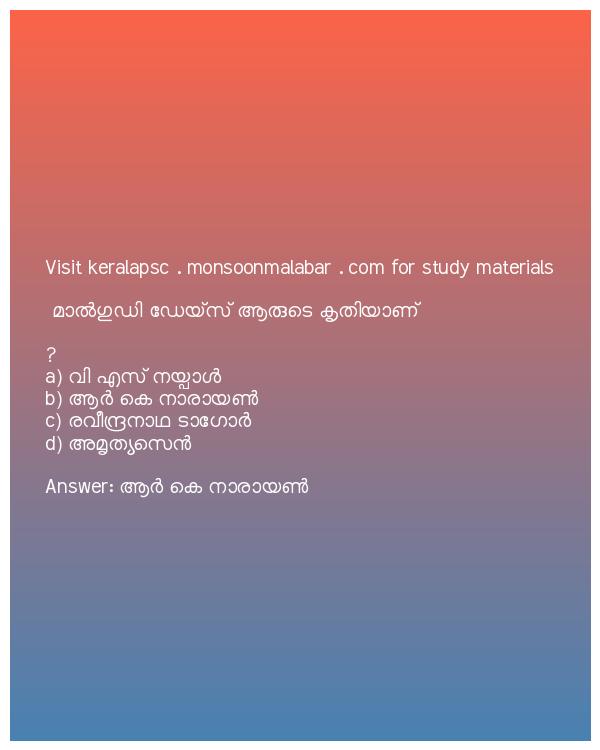 Visit keralapsc . monsoonmalabar . com for study materials
മാൽഗുഡി ഡേയ്സ് ആരുടെ കൃതിയാണ്
?
a) വി എസ് നയ്പാൾ
b) ആർ കെ നാരായൺ
c) രവീന്ദ്രനാഥ ടാഗോർ
d) അമൃത്യസെൻ
Answer: ആർ കെ നാരായൺ